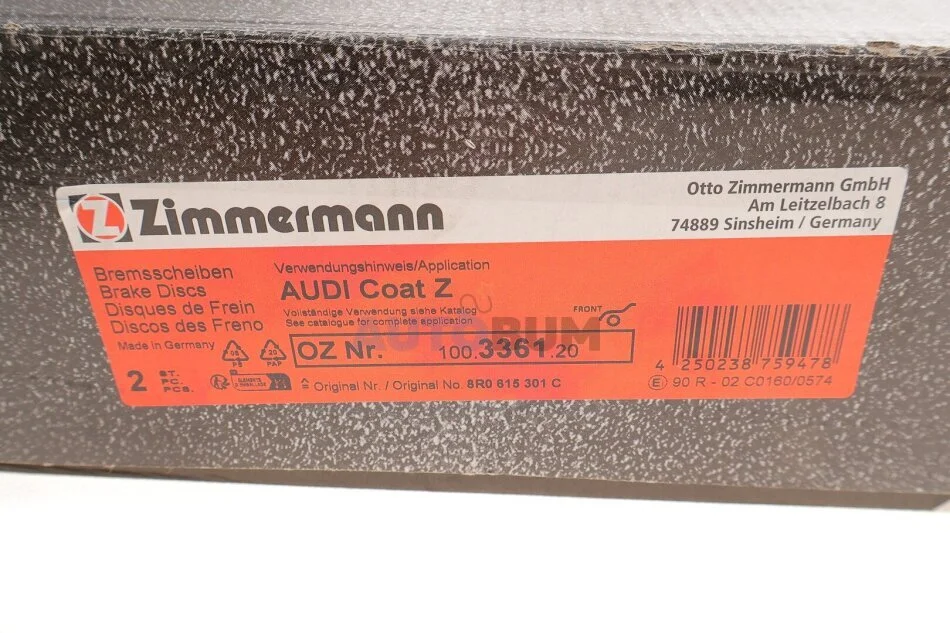 Z Zimmermann
Otto Zimmermann GmbH
Am Leitzelbach 8
74889 Sinsheim / Germany
Bremsscheiben
Brake Discs
Disques de Frein
Discos des Freno
Made in Germany
Verwendungshinweis/Application
AUDI Coat Z
Vollständige Verwendung siehe Katalog
See catalogue for complete application
FRONT
AUTOBUM
OZ Nr. 100.3361.20
PAP
2 ST.
PC.
PCS.
≙ Original Nr. / Original No. 8R0 615 301 C
4 250238 759478
E 90 R - 02 C0160/0574